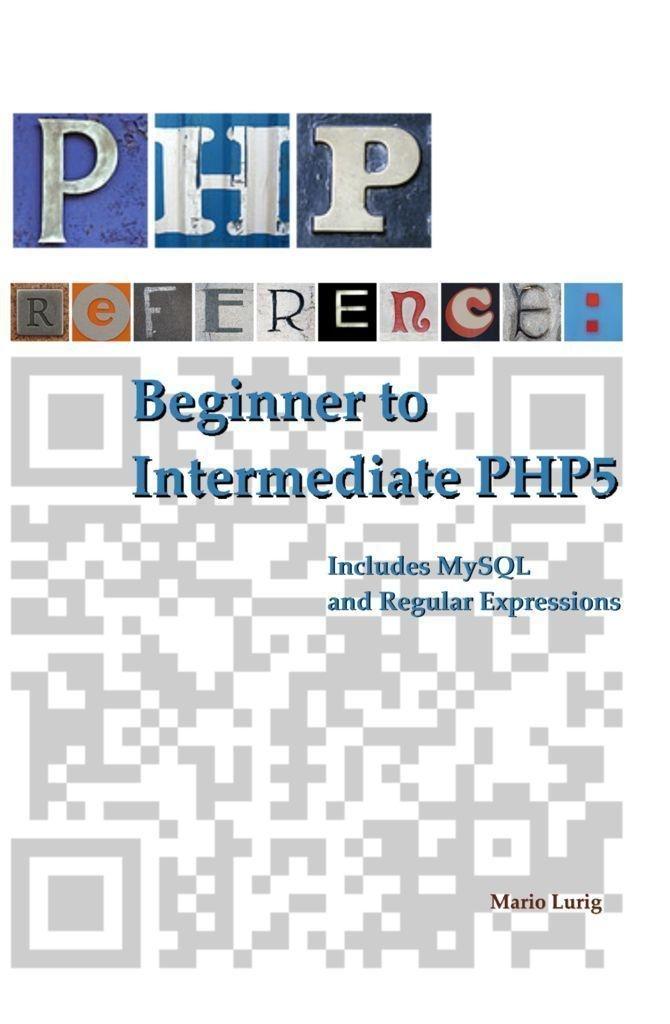 PHP
ReFERENCE:
Beginner to
Intermediate PHP5
Includes MySQL
and Regular Expressions
Mario Lurig